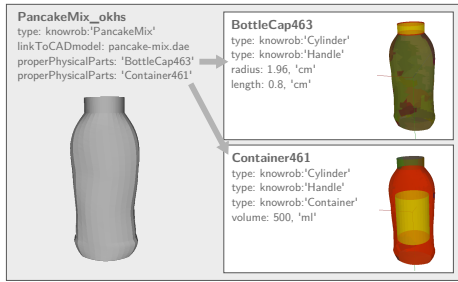 PancakeMix_okhs
type: knowrob:'PancakeMix'
linkToCADmodel: pancake-mix.dae
properPhysicalParts: 'BottleCap463'
properPhysicalParts: 'Container461'
BottleCap463
type: knowrob:'Cylinder'
type: knowrob:'Handle'
radius: 1.96, 'cm"
length: 0.8, 'cm"
Container461
type: knowrob:'Cylinder'
type: knowrob:'Handle'
type: knowrob:'Container'
volume: 500, 'ml'